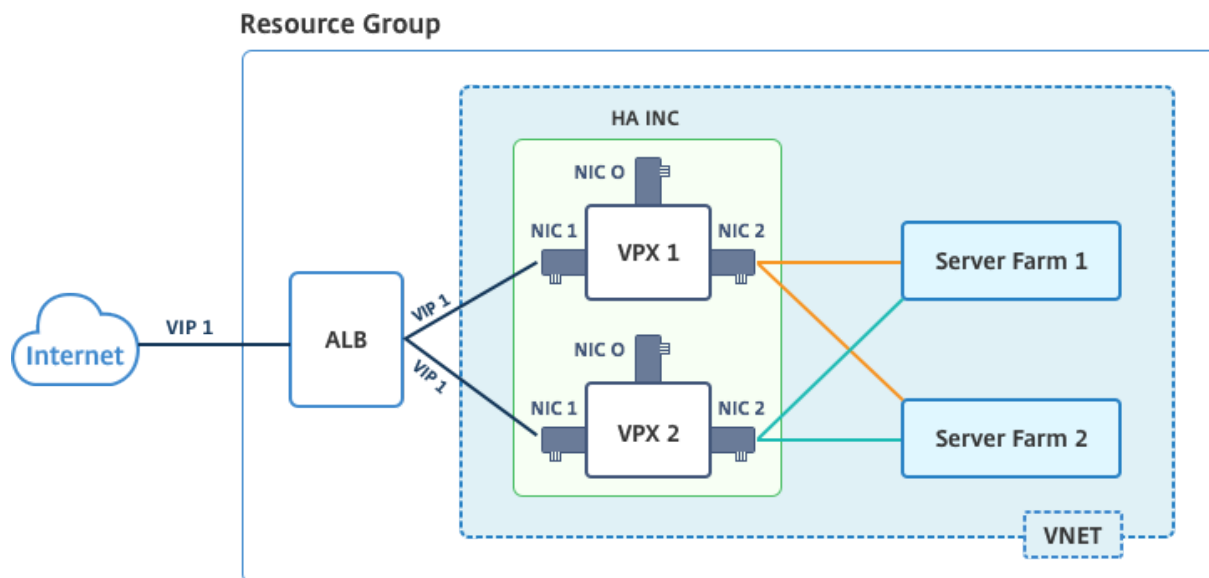 Resource Group
HA INC
NIC O
NIC 1
VPX 1
NIC 2
Server Farm 1
VIP 1
VIP 1
Internet
ALB
VIP 1
NIC O
NIC 1
VPX 2
NIC 2
Server Farm 2
VNET